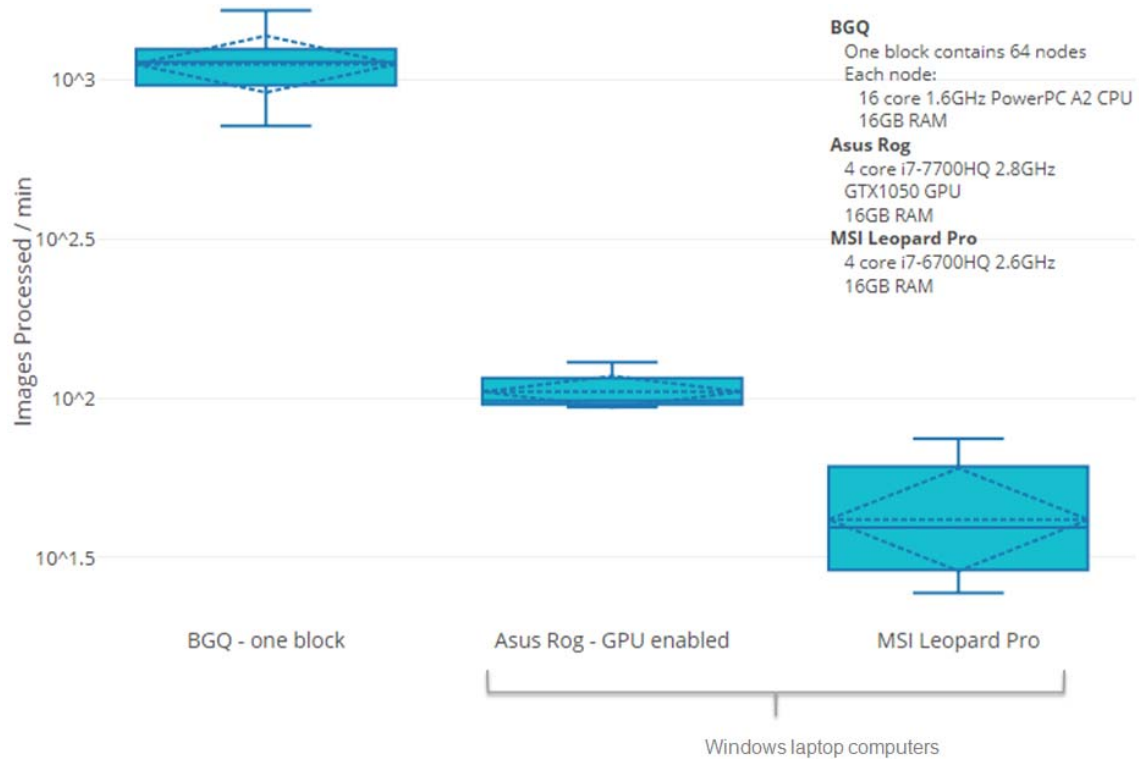 BGQ
One block contains 64 nodes
Each node:
16 core 1.6GHz PowerPC A2 CPU
16GB RAM
Asus Rog
4 core i7-7700HQ 2.8GHz
GTX1050 GPU
16GB RAM
MSI Leopard Pro
4 core i7-6700HQ 2.6GHz
16GB RAM
Images Processed / min
10^3
10^2.5
10^2
10^1.5
BGQ - one block
Asus Rog - GPU enabled
MSI Leopard Pro
Windows laptop computers